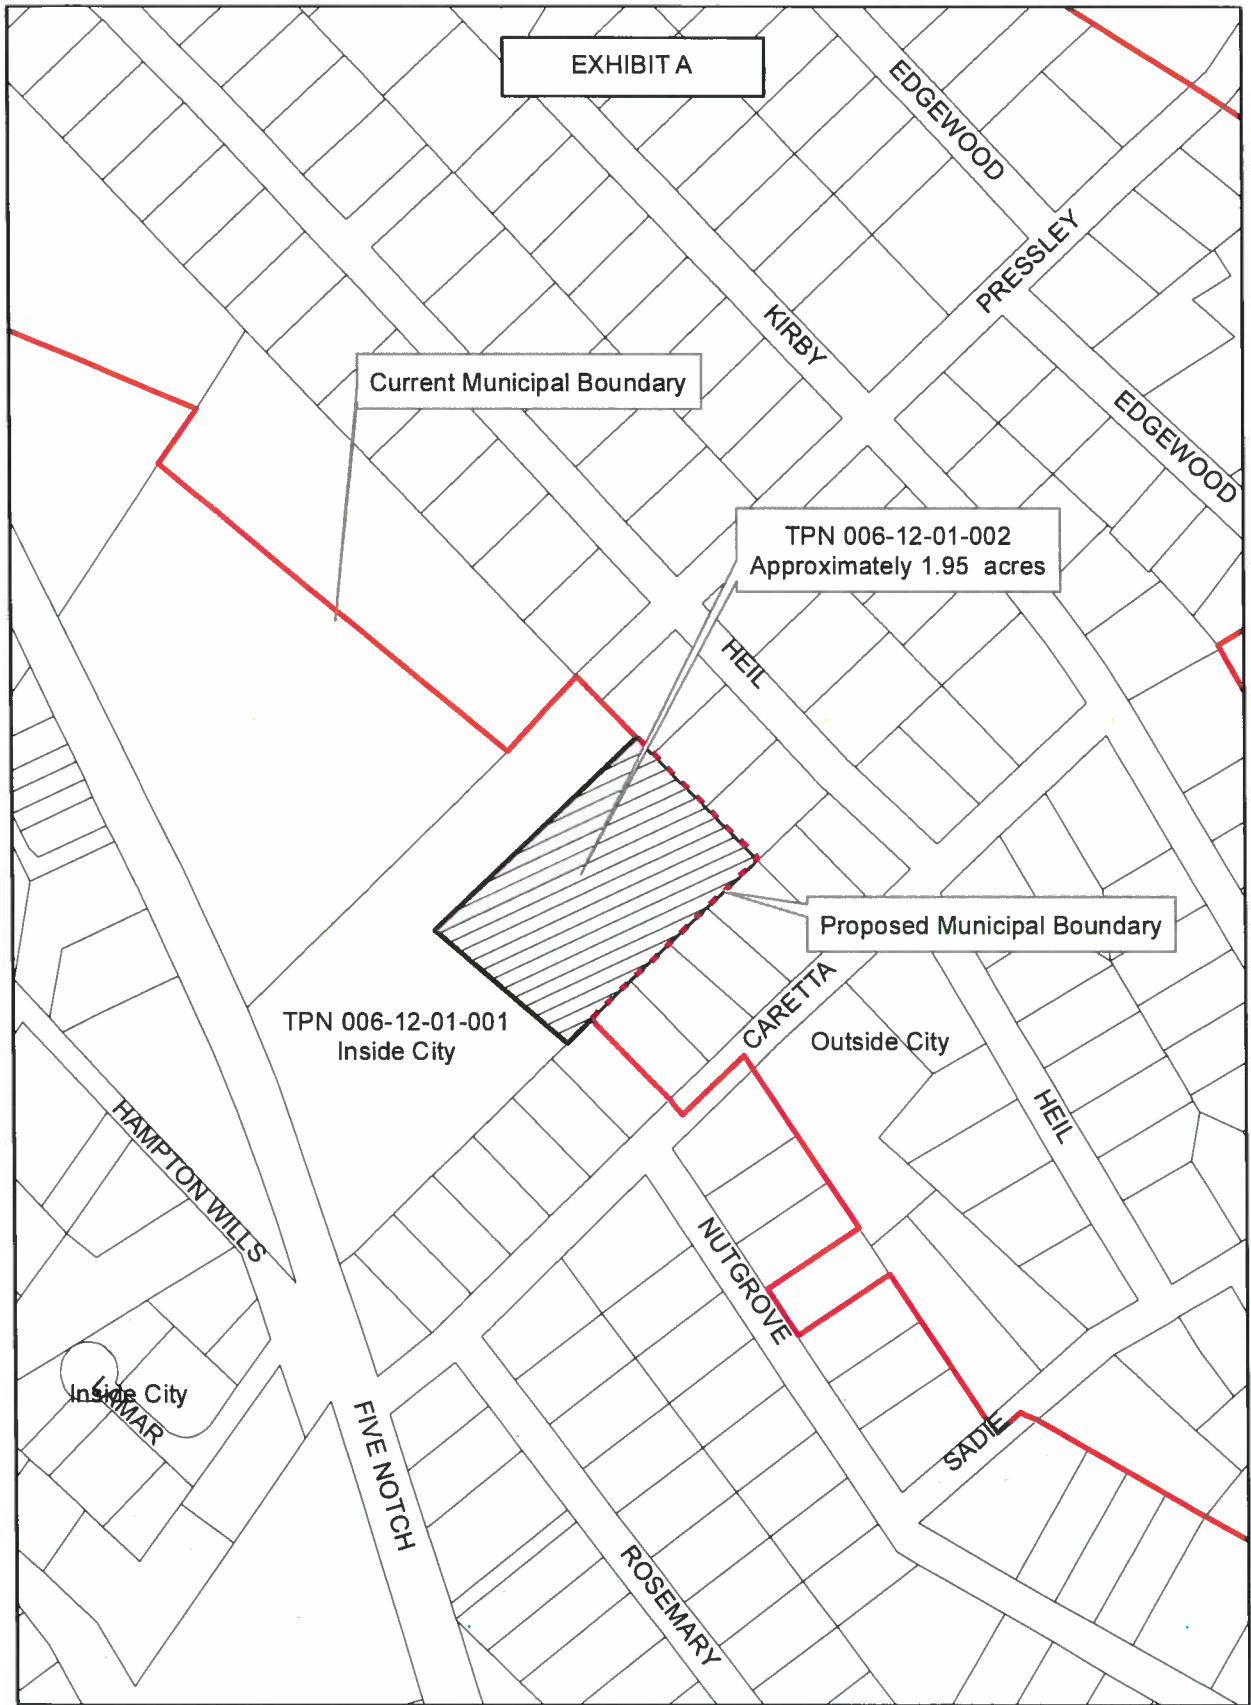 EXHIBIT A
EDGEWOOD
PRESSLEY
KIRBY
Current Municipal Boundary
EDGEWOOD
TPN 006-12-01-002
Approximately 1.95 acres
HEIL
Proposed Municipal Boundary
CARETTA
TPN 006-12-01-001
Inside City
Outside City
HEIL
HAMPTON WILLS
NUTGROVE
Inside City
SADIE
FIVE NOTCH
ROSEMARY